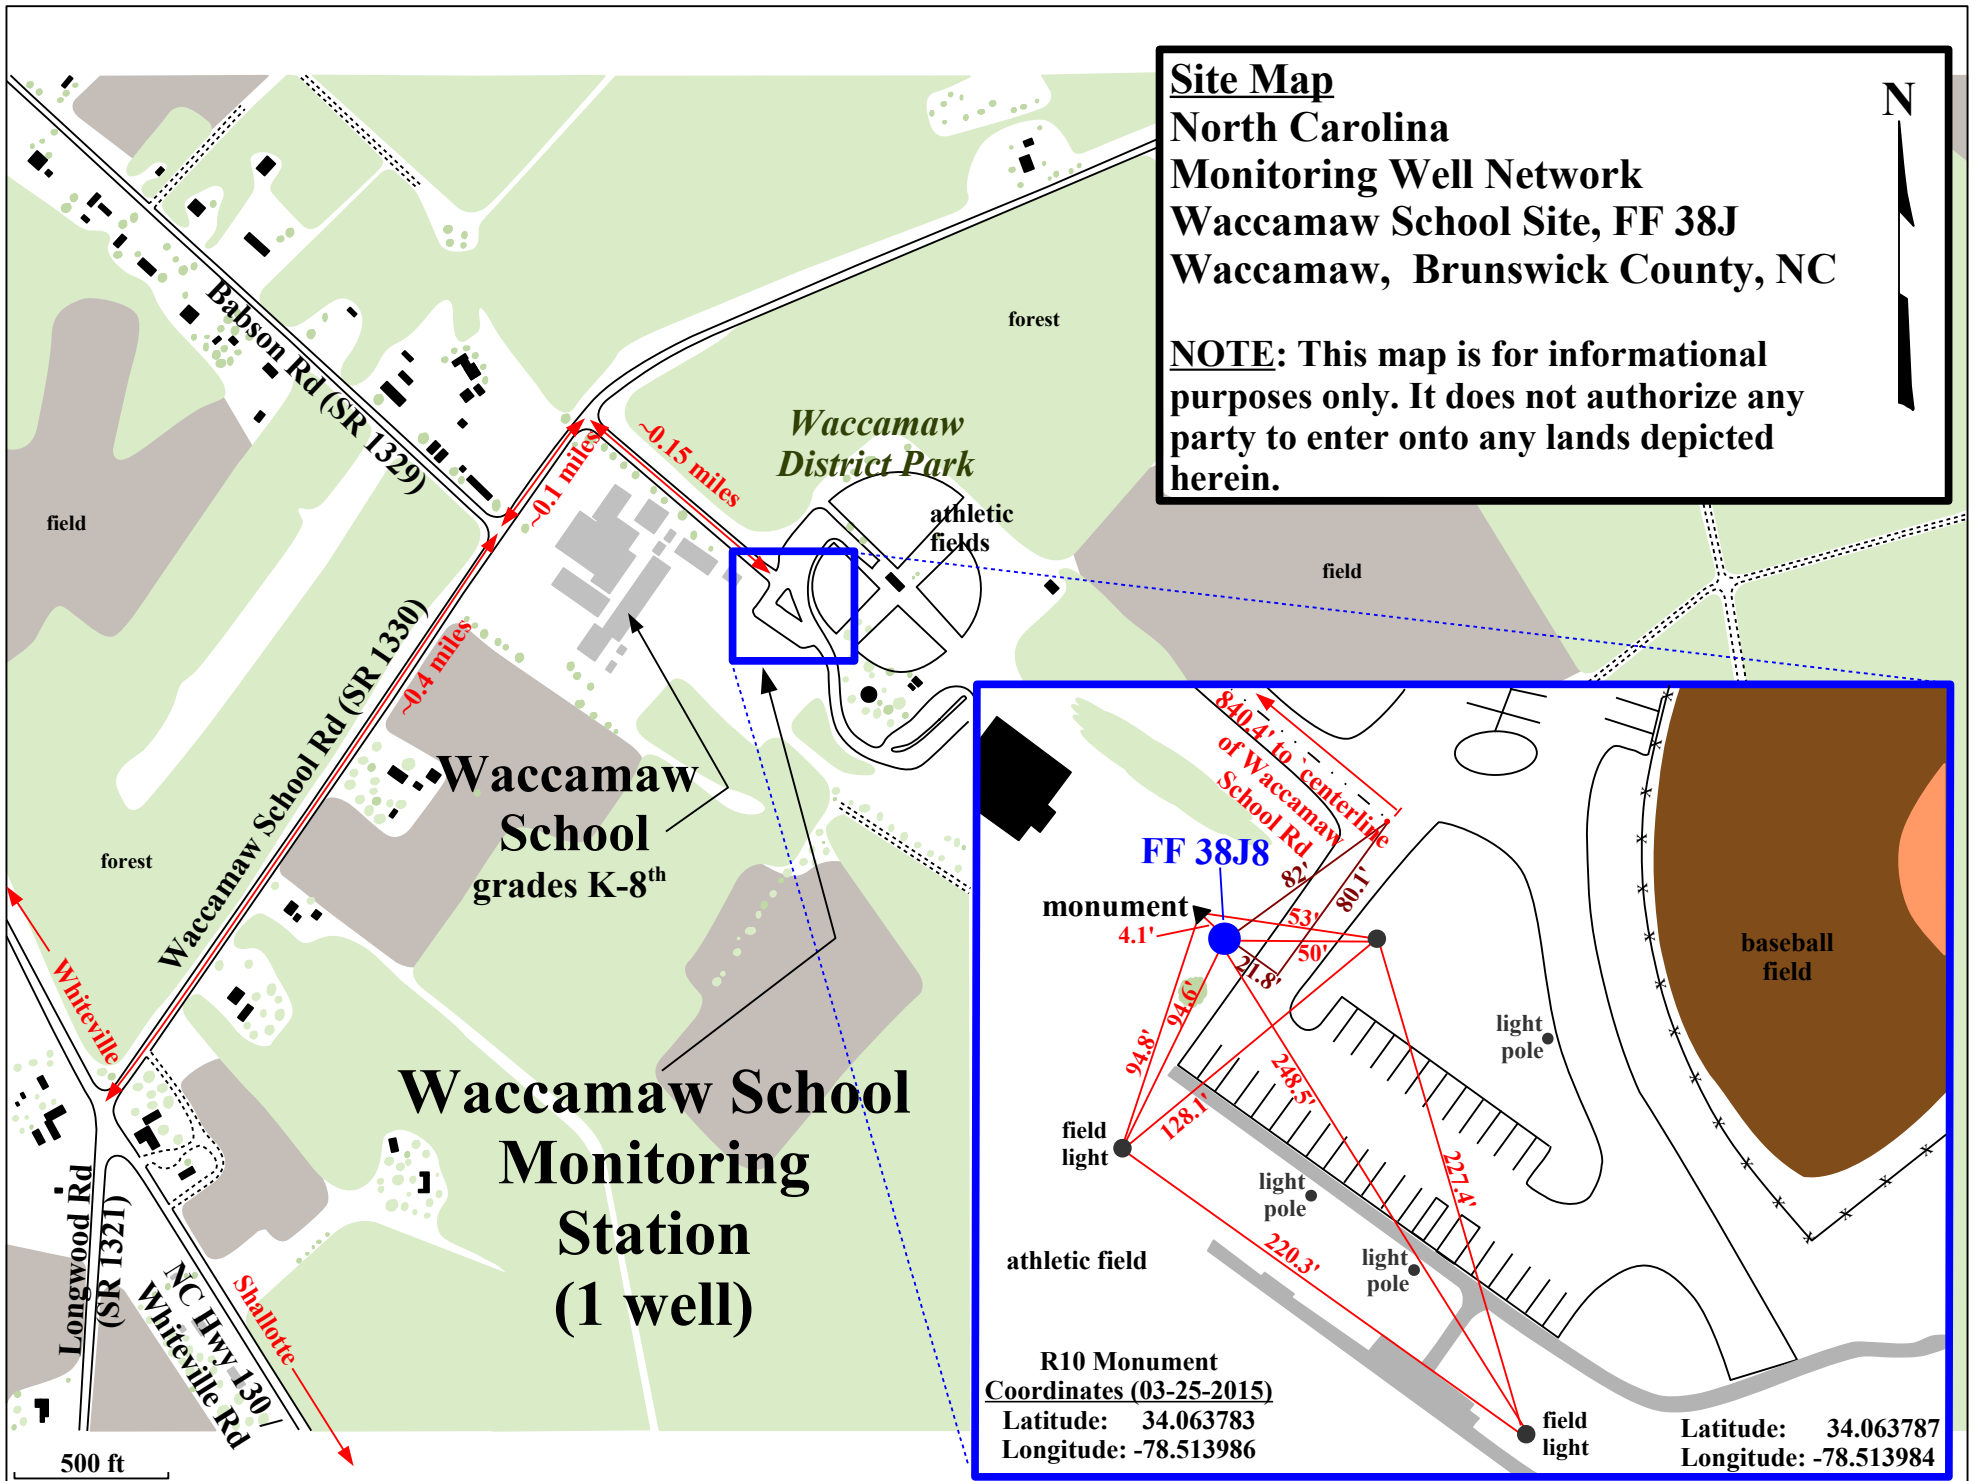 Site Map
North Carolina
Monitoring Well Network
Waccamaw School Site, FF 38J
Waccamaw, Brunswick County, NC
NOTE: This map is for informational
purposes only. It does not authorize any
party to enter onto any lands depicted
herein.
N
Babson Rd (SR 1329)
forest
Waccamaw
District Park
~0.15 miles
~0.1 miles
athletic
fields
field
field
~0.4 miles
Waccamaw School Rd (SR 1330)
forest
Waccamaw
School
grades K-8th
Whiteville
Waccamaw School
Monitoring
Station
(1 well)
Longwood Rd
(SR 1321)
NC Hwy 130 /
Whiteville Rd
Shallotte
500 ft
840.4' to centerline
of Waccamaw
School Rd
FF 38J8
82'
80.1'
monument
4.1'
53'
50'
21.8'
94.6'
94.8'
248.5'
128.1'
227.4'
220.3'
baseball
field
light
pole
field
light
light
pole
light
pole
athletic field
field
light
R10 Monument
Coordinates (03-25-2015)
Latitude: 34.063783
Longitude: -78.513986
Latitude: 34.063787
Longitude: -78.513984